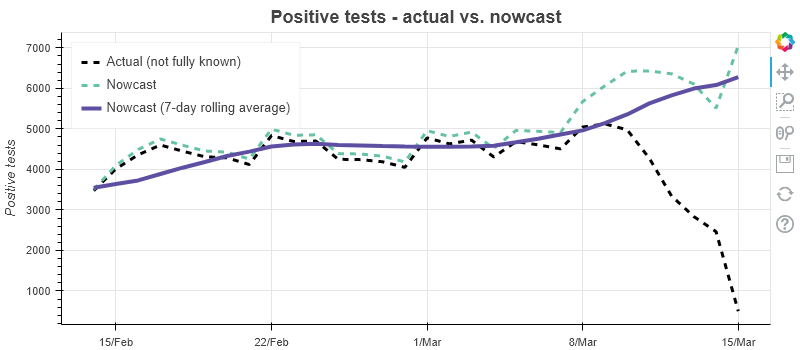 Positive tests - actual vs. nowcast
Actual (not fully known)
Nowcast
Nowcast (7-day rolling average)
Positive tests
7000
6000
5000
4000
3000
2000
1000
15/Feb
22/Feb
1/Mar
8/Mar
15/Mar